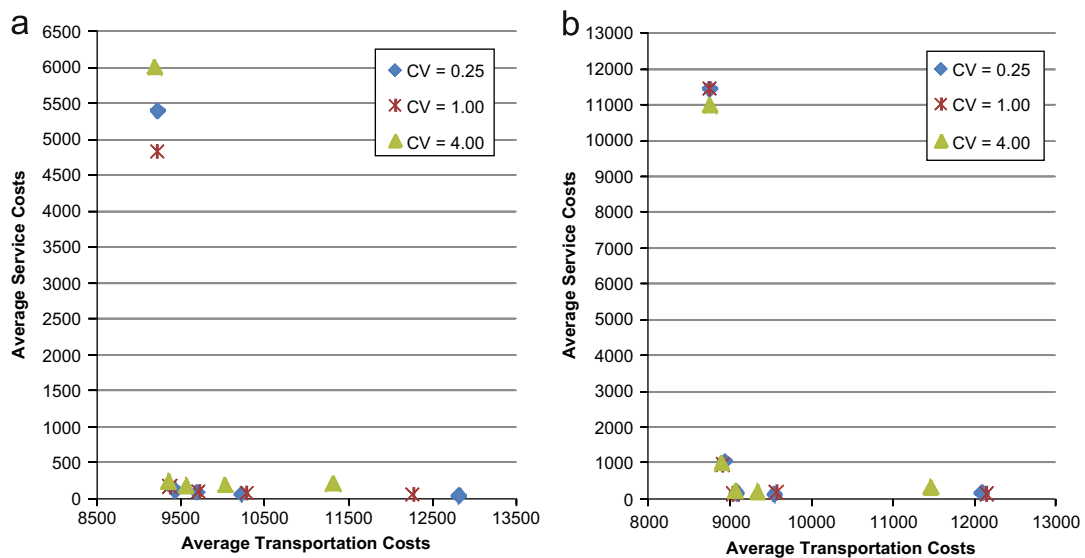 a
6500
6000
5500
5000
4500
4000
3500
3000
2500
2000
1500
1000
500
0
Average Service Costs
8500 9500 10500 11500 12500 13500
Average Transportation Costs
CV = 0.25
CV = 1.00
CV = 4.00
b
13000
12000
11000
10000
9000
8000
7000
6000
5000
4000
3000
2000
1000
0
Average Service Costs
8000 9000 10000 11000 12000 13000
Average Transportation Costs
CV = 0.25
CV = 1.00
CV = 4.00